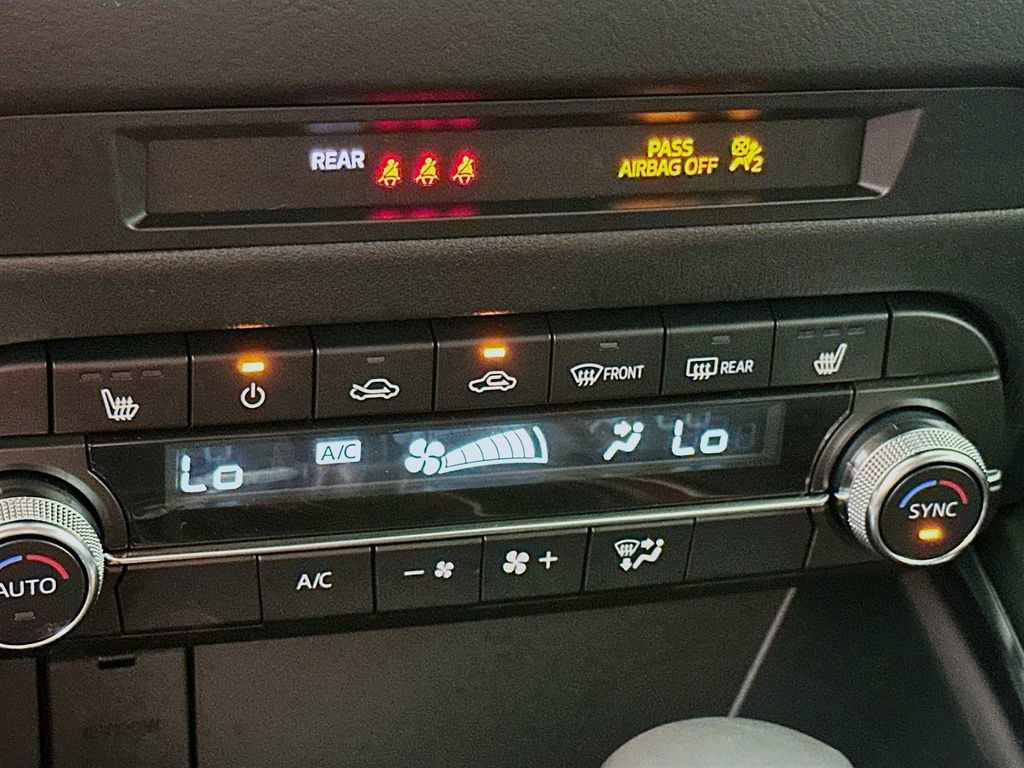 REAR
PASS
AIRBAG OFF
2
FRONT
REAR
Lo
A/C
Lo
AUTO
A/C
- +
SYNC